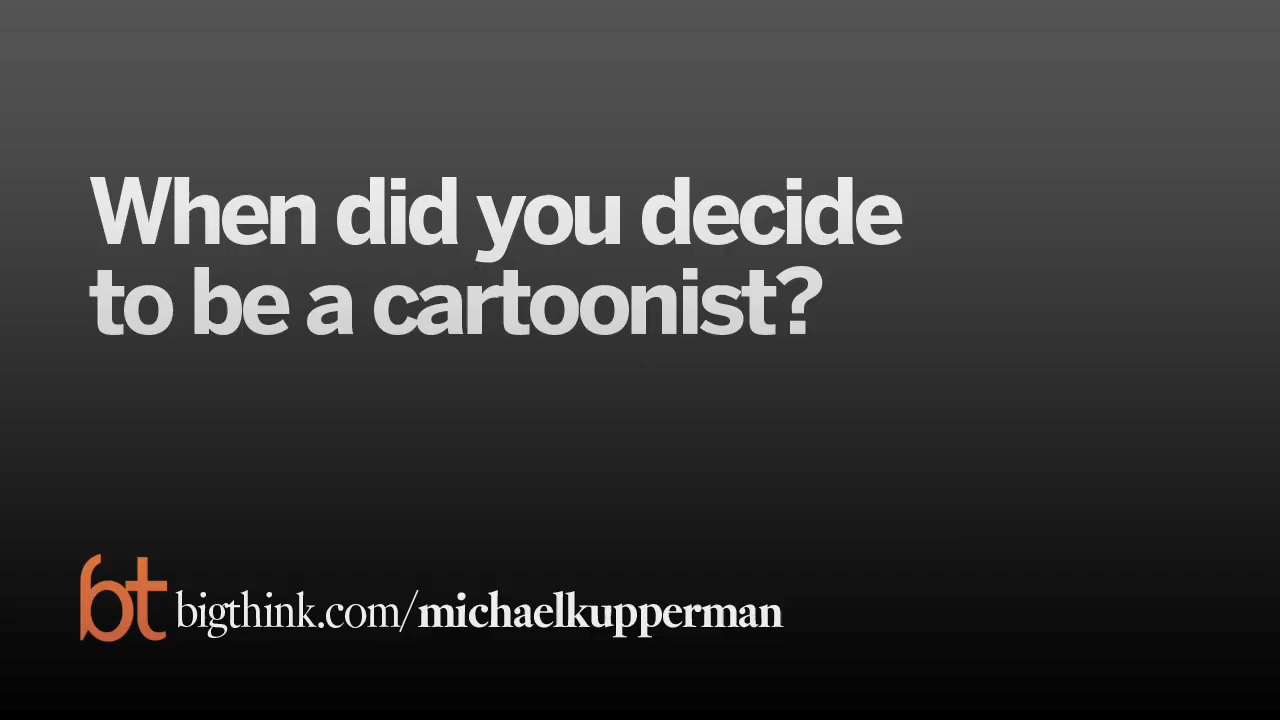 When did you decide
to be a cartoonist?
bt bigthink.com/michaelkupperman